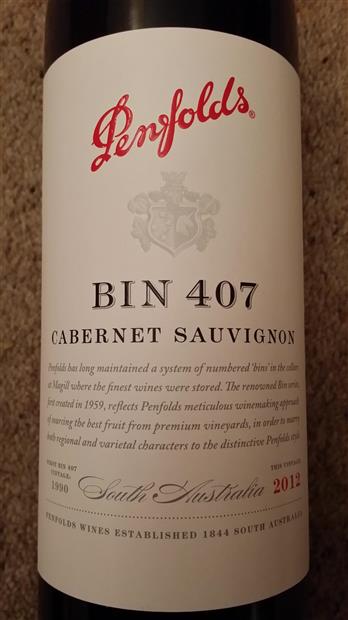 Penfolds®
BIN 407
CABERNET SAUVIGNON
Penfolds has long maintained a system of numbered 'bins' in the cellars
at Magill where the finest wines were stored. The renowned Bin series,
first created in 1959, reflects Penfolds meticulous winemaking approach
of sourcing the best fruit from premium vineyards, in order to marry
both regional and varietal characters to the distinctive Penfolds style.
FIRST BIN 407
VINTAGE:
1990
South Australia
THIS VINTAGE:
2012
PENFOLDS WINES ESTABLISHED 1844 SOUTH AUSTRALIA